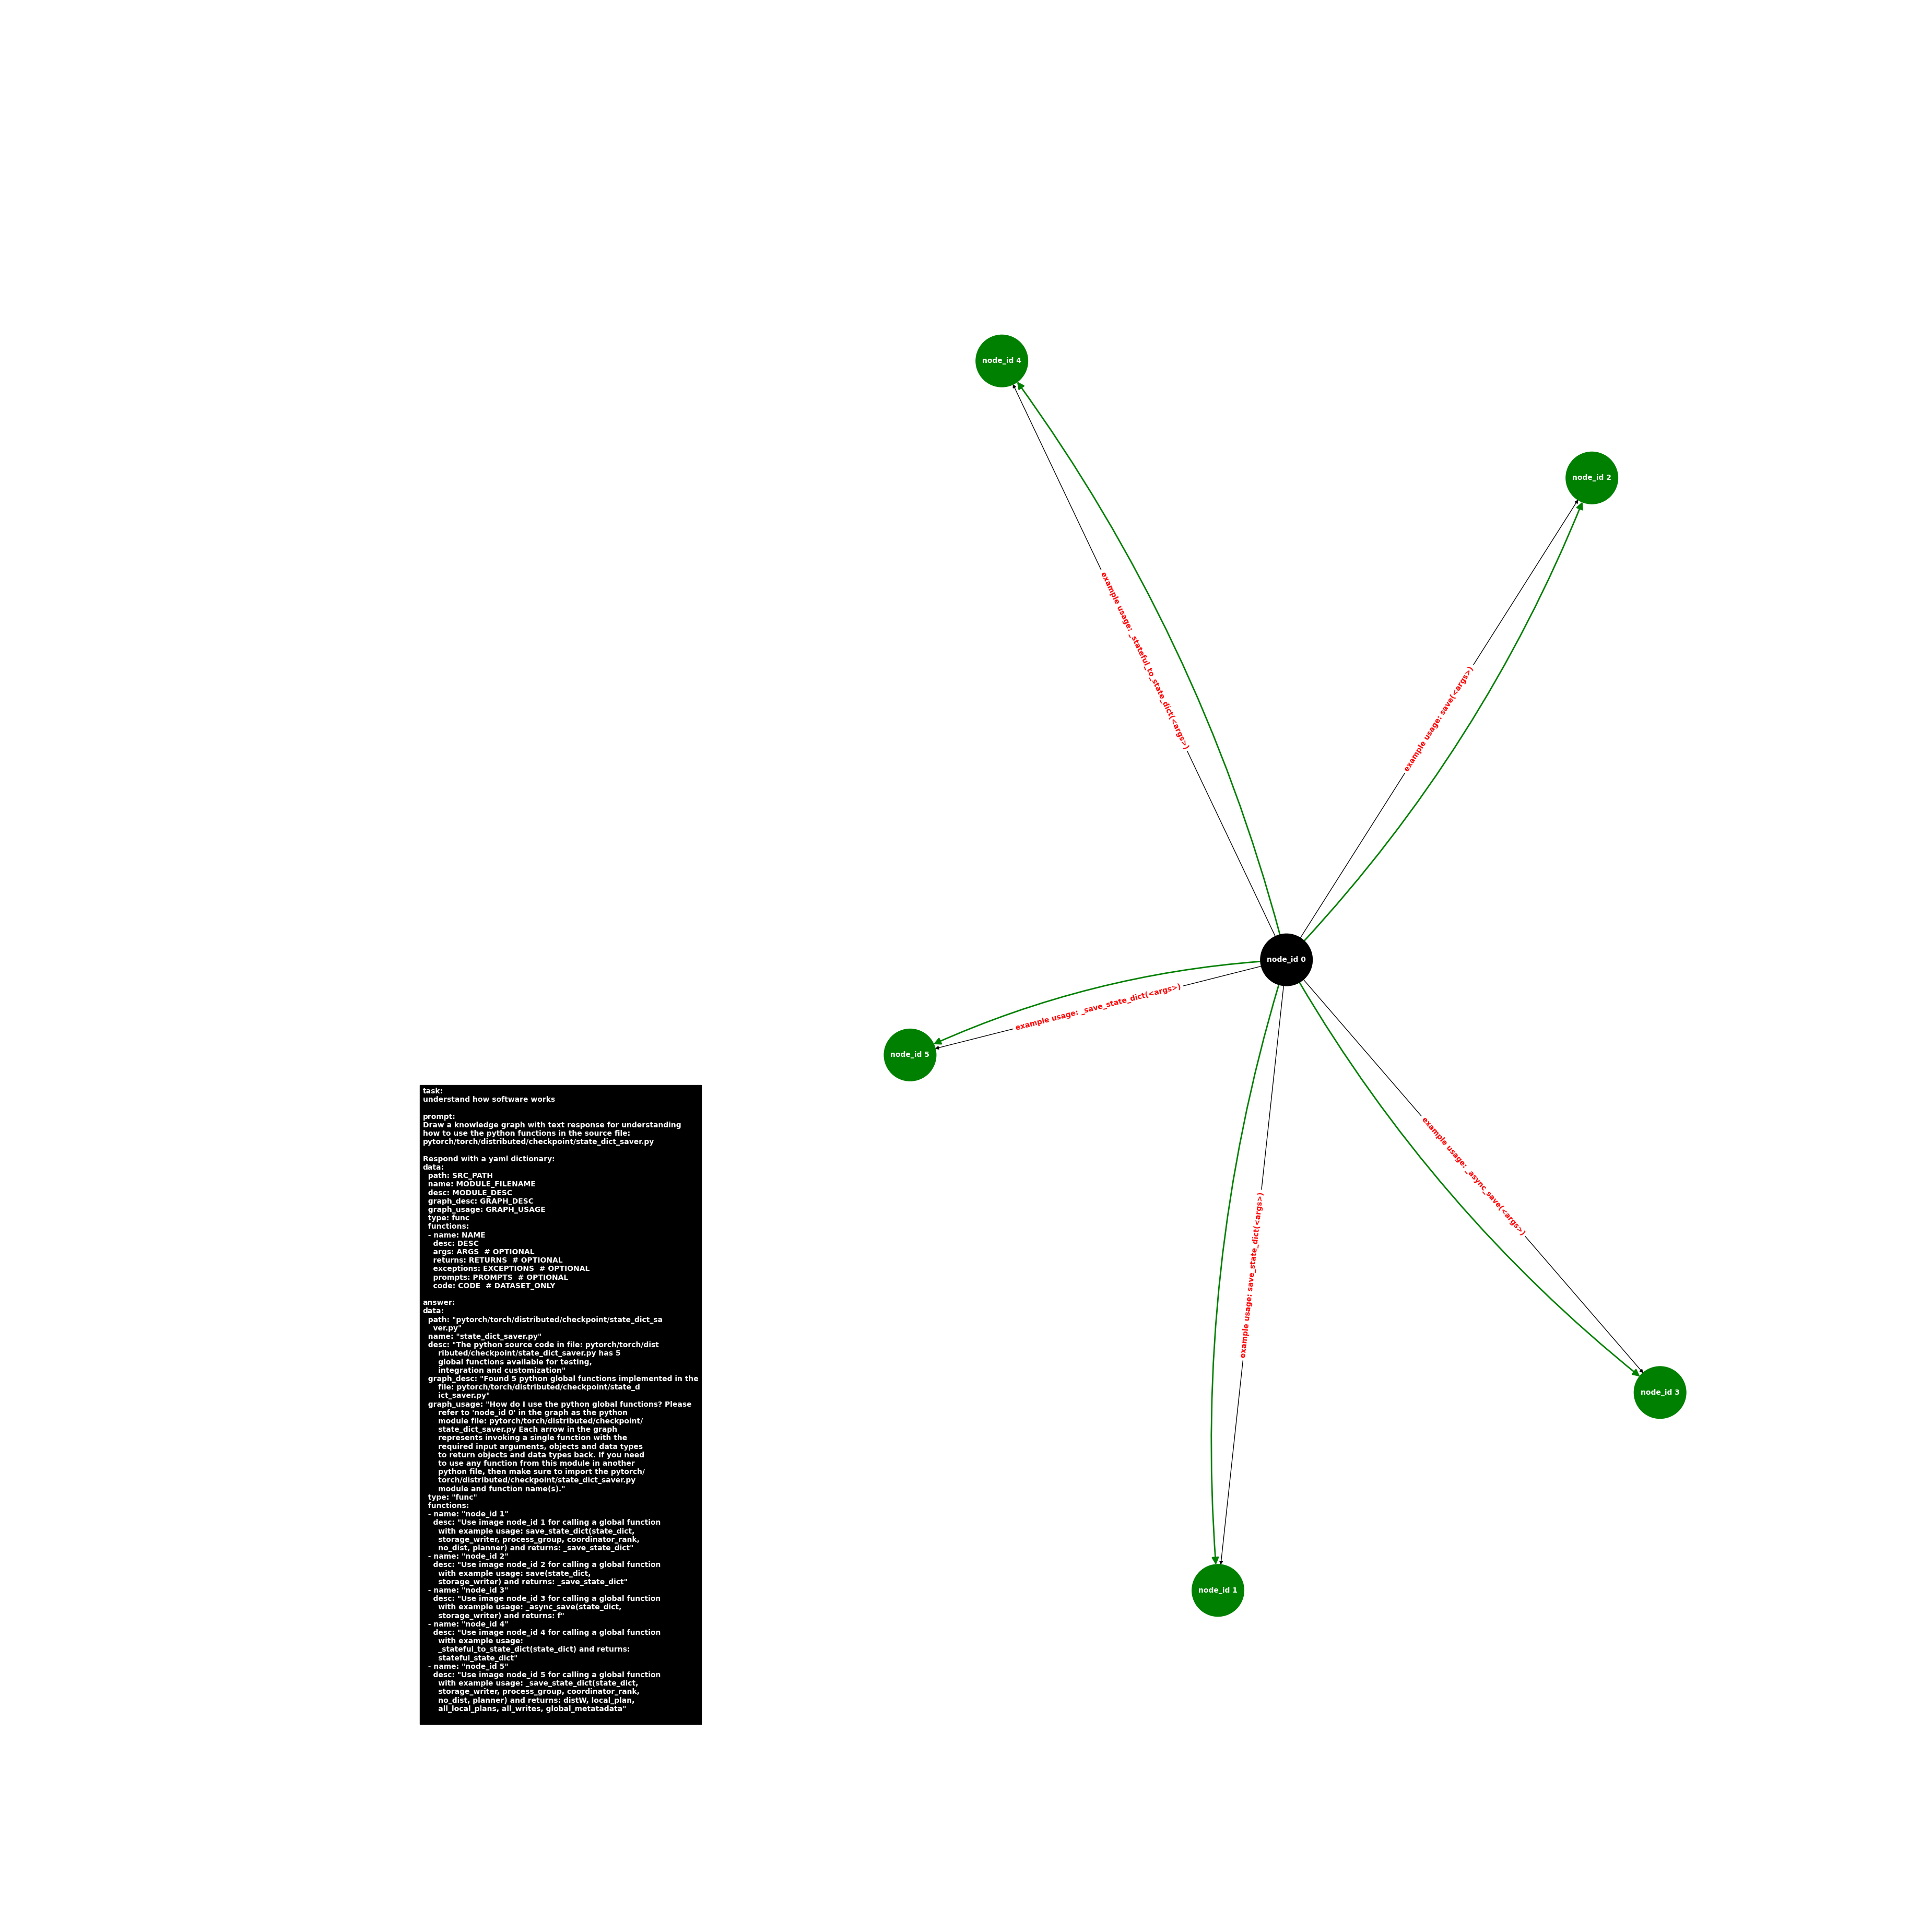 node_id 4
node_id 2
example usage: _stateful_to_state_dict(<args>)
example usage: save(<args>)
node_id 0
example usage: _save_state_dict(<args>)
node_id 5
example usage: _async_save(<args>)
example usage: save_state_dict(<args>)
node_id 3
node_id 1
task:
understand how software works

prompt:
Draw a knowledge graph with text response for understanding
how to use the python functions in the source file:
pytorch/torch/distributed/checkpoint/state_dict_saver.py

Respond with a yaml dictionary:
data:
  path: SRC_PATH
  name: MODULE_FILENAME
  desc: MODULE_DESC
  graph_desc: GRAPH_DESC
  graph_usage: GRAPH_USAGE
  type: func
  functions:
  - name: NAME
    desc: DESC
    args: ARGS  # OPTIONAL
    returns: RETURNS  # OPTIONAL
    exceptions: EXCEPTIONS  # OPTIONAL
    prompts: PROMPTS  # OPTIONAL
    code: CODE  # DATASET_ONLY

answer:
data:
  path: "pytorch/torch/distributed/checkpoint/state_dict_sa
    ver.py"
  name: "state_dict_saver.py"
  desc: "The python source code in file: pytorch/torch/dist
      ributed/checkpoint/state_dict_saver.py has 5
      global functions available for testing,
      integration and customization"
  graph_desc: "Found 5 python global functions implemented in the
      file: pytorch/torch/distributed/checkpoint/state_d
      ict_saver.py"
  graph_usage: "How do I use the python global functions? Please
      refer to 'node_id 0' in the graph as the python
      module file: pytorch/torch/distributed/checkpoint/
      state_dict_saver.py Each arrow in the graph
      represents invoking a single function with the
      required input arguments, objects and data types
      to return objects and data types back. If you need
      to use any function from this module in another
      python file, then make sure to import the pytorch/
      torch/distributed/checkpoint/state_dict_saver.py
      module and function name(s)."
  type: "func"
  functions:
  - name: "node_id 1"
    desc: "Use image node_id 1 for calling a global function
      with example usage: save_state_dict(state_dict,
      storage_writer, process_group, coordinator_rank,
      no_dist, planner) and returns: _save_state_dict"
  - name: "node_id 2"
    desc: "Use image node_id 2 for calling a global function
      with example usage: save(state_dict,
      storage_writer) and returns: _save_state_dict"
  - name: "node_id 3"
    desc: "Use image node_id 3 for calling a global function
      with example usage: _async_save(state_dict,
      storage_writer) and returns: f"
  - name: "node_id 4"
    desc: "Use image node_id 4 for calling a global function
      with example usage:
      _stateful_to_state_dict(state_dict) and returns:
      stateful_state_dict"
  - name: "node_id 5"
    desc: "Use image node_id 5 for calling a global function
      with example usage: _save_state_dict(state_dict,
      storage_writer, process_group, coordinator_rank,
      no_dist, planner) and returns: distW, local_plan,
      all_local_plans, all_writes, global_metatadata"